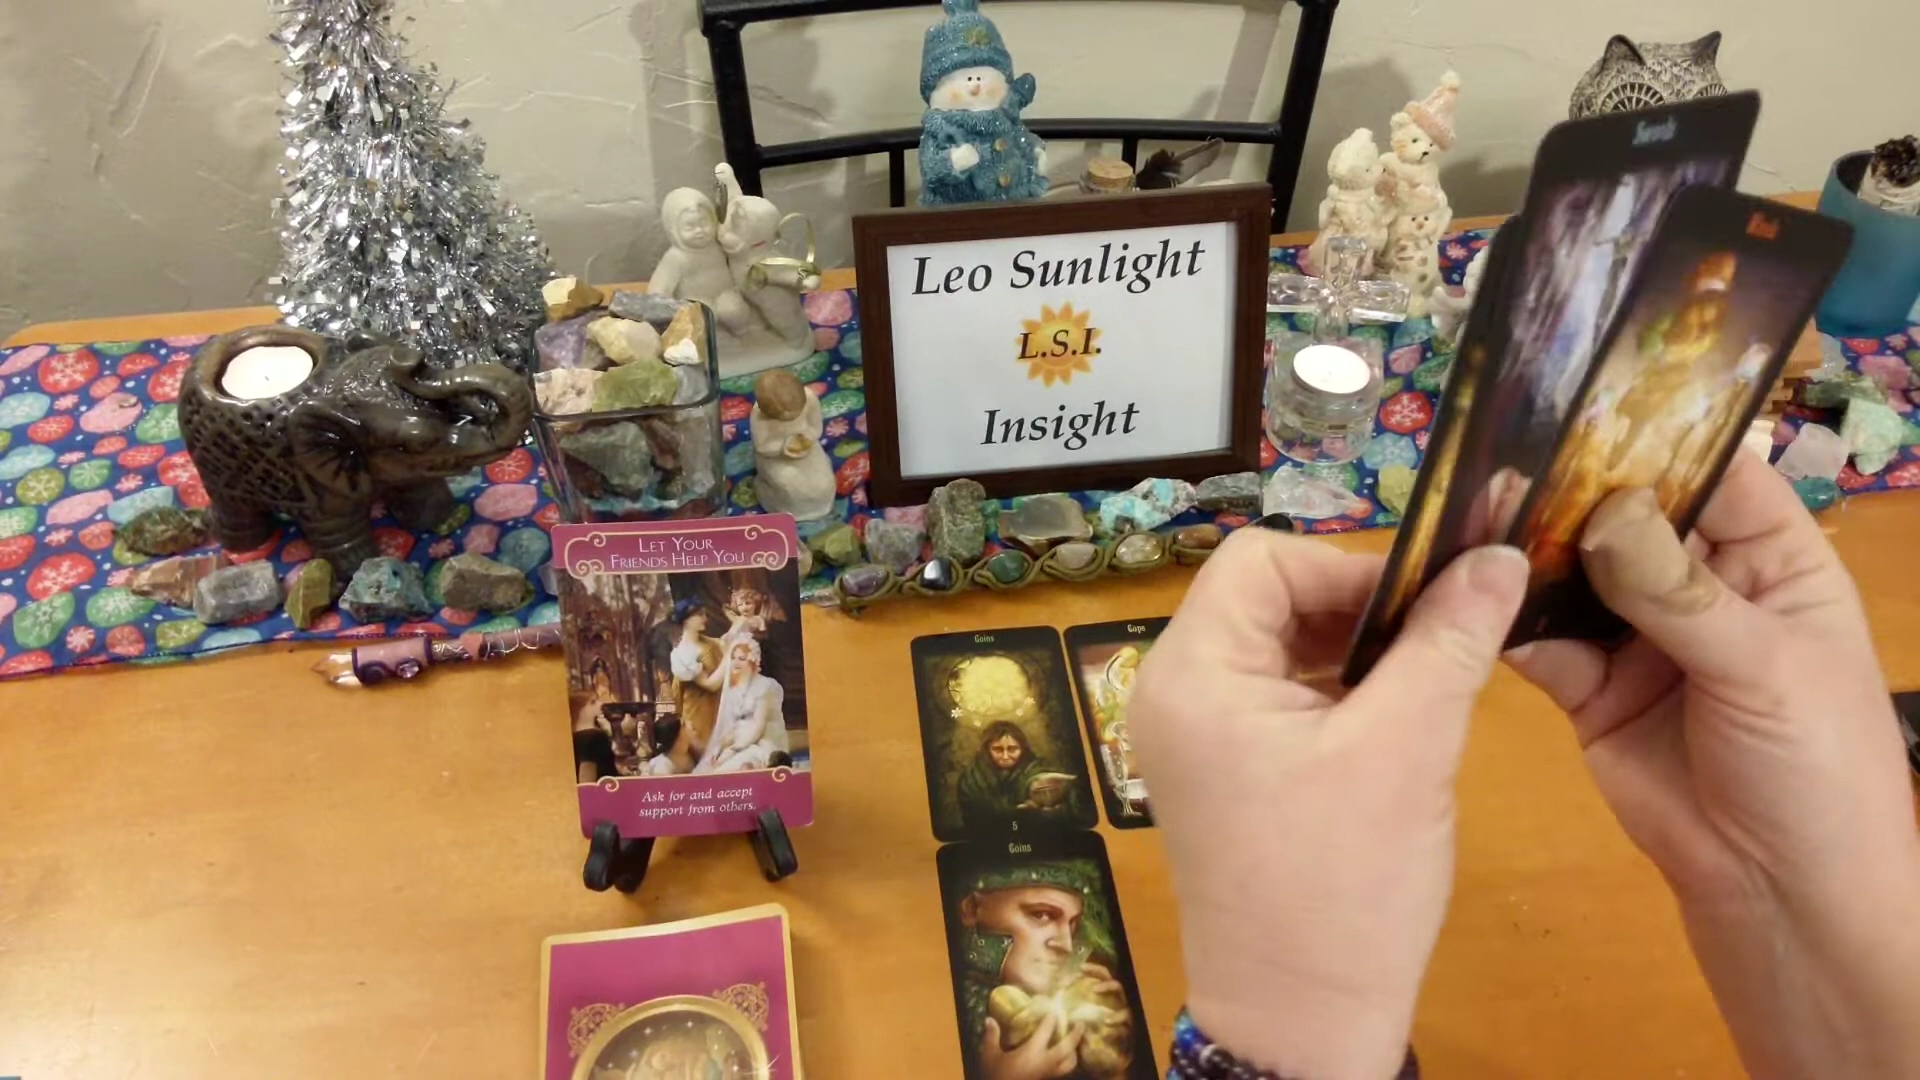 Leo Sunlight
L.S.I.
Insight
LET YOUR
FRIENDS HELP YOU
Ask for and accept
support from others.
Coins
5
Cups
Coins